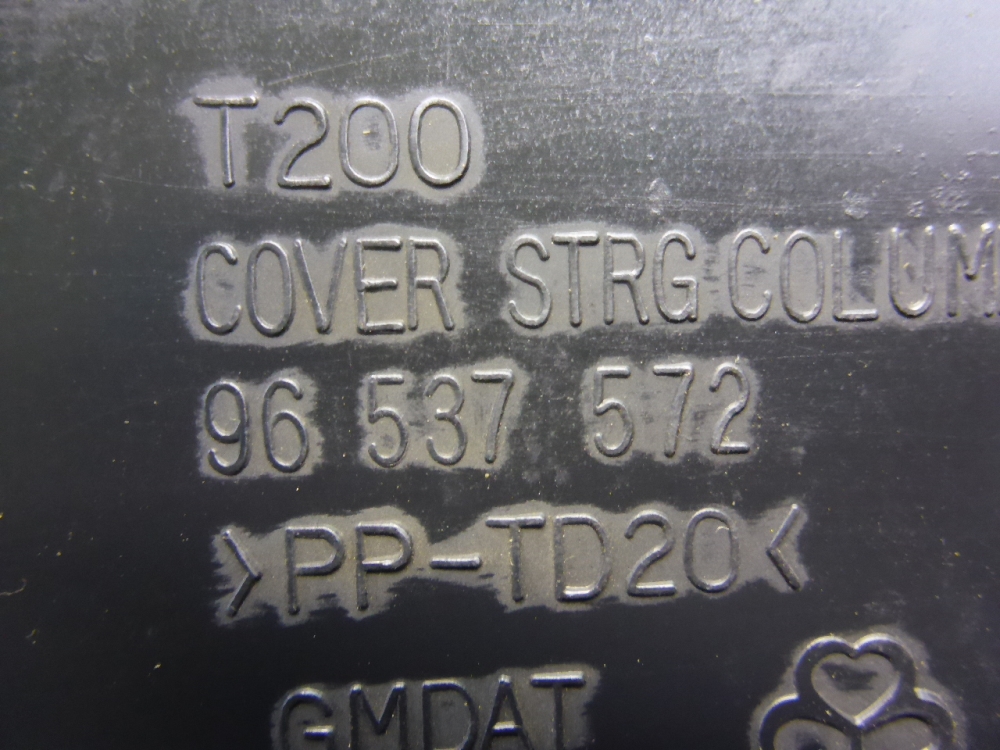 T200
COVER STRG COLUM
96 537 572
>PP-TD20<
GMDAT